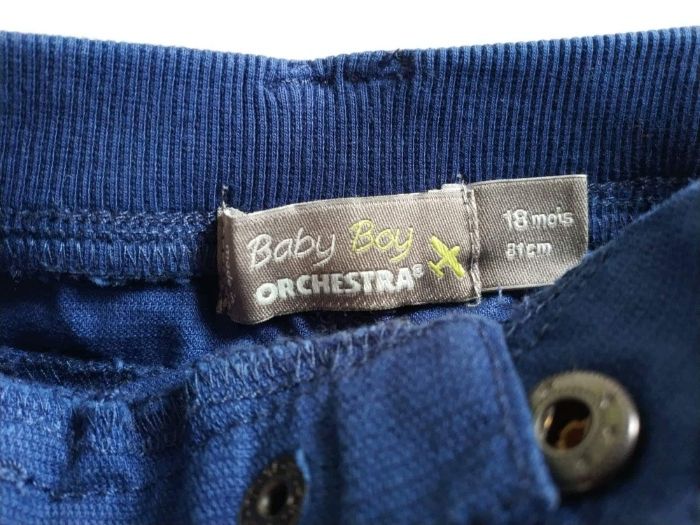 Baby Boy
ORCHESTRA®
18 mois
81cm